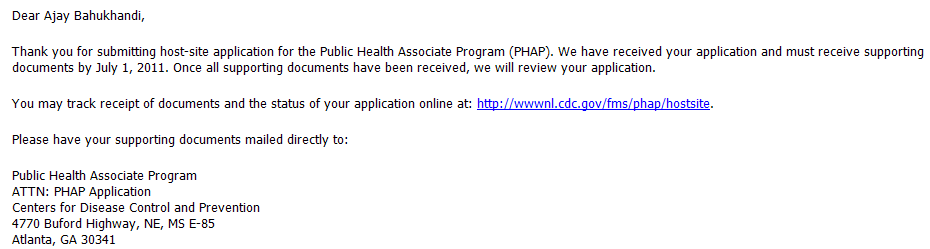 Dear Ajay Bahukhandi,
Thank you for submitting host-site application for the Public Health Associate Program (PHAP). We have received your application and must receive supporting
documents by July 1, 2011. Once all supporting documents have been received, we will review your application.
You may track receipt of documents and the status of your application online at: http://wwwnl.cdc.gov/fms/phap/hostsite.
Please have your supporting documents mailed directly to:
Public Health Associate Program
ATTN: PHAP Application
Centers for Disease Control and Prevention
4770 Buford Highway, NE, MS E-85
Atlanta, GA 30341